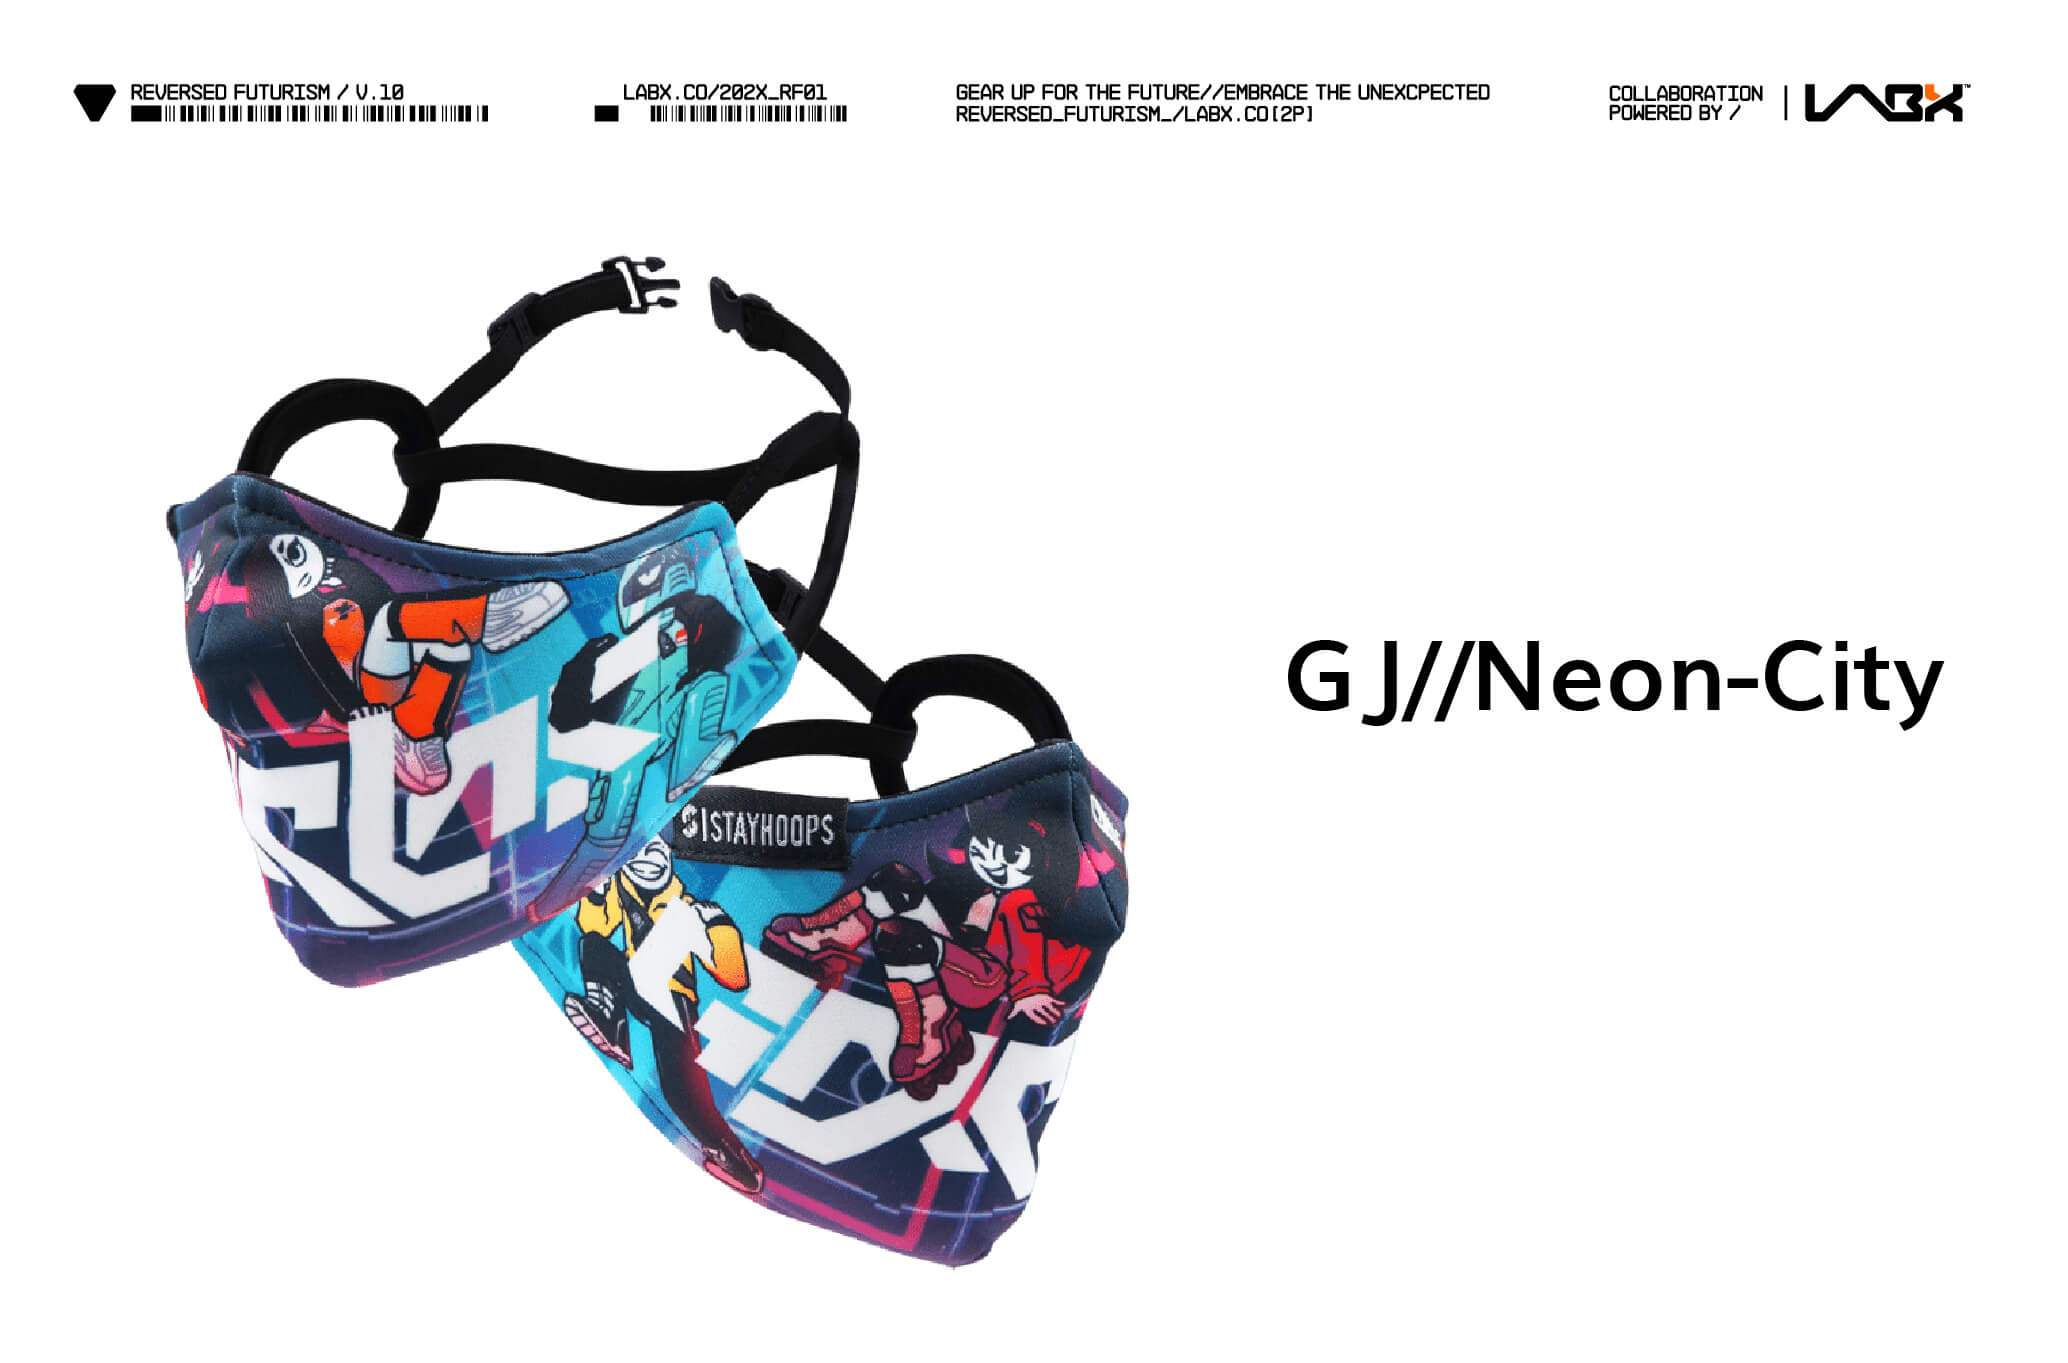 REVERSED FUTURISM / V.10
LABX.CO/202X_RF01
GEAR UP FOR THE FUTURE//EMBRACE THE UNEXCPECTED
REVERSED_FUTURISM_/LABX.CO[2P]
COLLABORATION
POWERED BY /
LABX™
GJ//Neon-City
S|STAYHOOPS